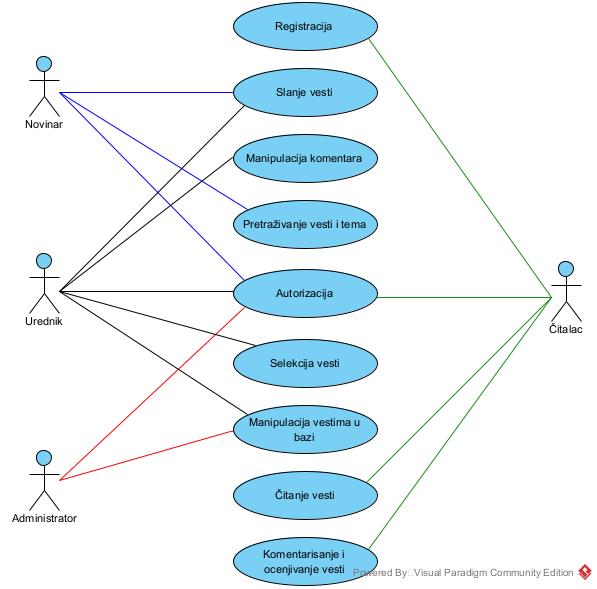 Registracija
Novinar
Slanje vesti
Manipulacija komentara
Pretraživanje vesti i tema
Urednik
Autorizacija
Čitalac
Selekcija vesti
Manipulacija vestima u
bazi
Administrator
Čitanje vesti
Komentarisanje i
ocenjivanje vesti
Powered By Visual Paradigm Community Edition